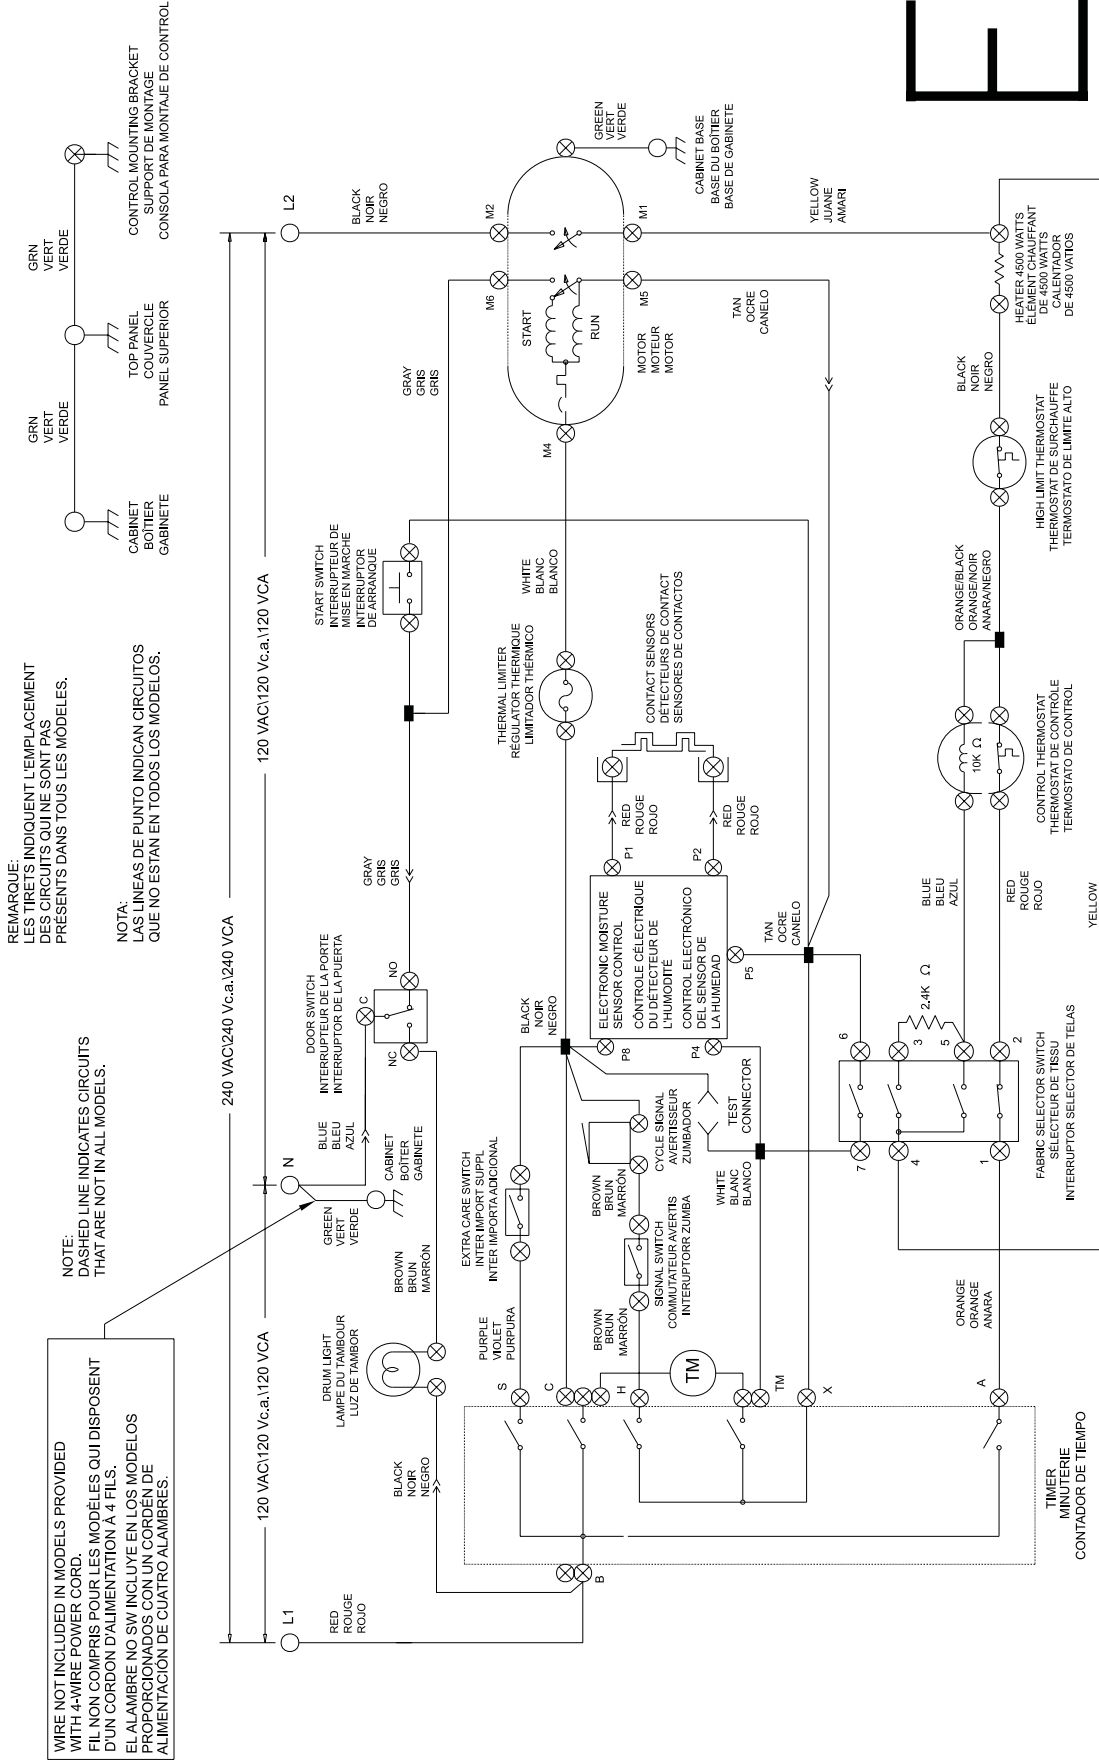 REMARQUE:
LES TIRETS INDIQUENT L'EMPLACEMENT
DES CIRCUITS QUI NE SONT PAS
PRÉSENTS DANS TOUS LES MÓDELES.
NOTA:
LAS LINEAS DE PUNTO INDICAN CIRCUITOS
QUE NO ESTAN EN TODOS LOS MODELOS.
NOTE:
DASHED LINE INDICATES CIRCUITS
THAT ARE NOT IN ALL MODELS.
WIRE NOT INCLUDED IN MODELS PROVIDED
WITH 4-WIRE POWER CORD.
FIL NON COMPRIS POUR LES MODÈLES QUI DISPOSENT
D'UN CORDON D'ALIMENTATION À 4 FILS.
EL ALAMBRE NO SW INCLUYE EN LOS MODELOS
PROPORCIONADOS CON UN CORDÉN DE
ALIMENTACIÓN DE CUATRO ALAMBRES.
GRN
VERT
VERDE
GRN
VERT
VERDE
CABINET
BOÎTIER
GABINETE
TOP PANEL
COUVERCLE
PANEL SUPERIOR
CONTROL MOUNTING BRACKET
SUPPORT DE MONTAGE
CONSOLA PARA MONTAJE DE CONTROL
240 VAC\240 Vc.a.\240 VCA
120 VAC\120 Vc.a.\120 VCA
120 VAC\120 Vc.a.\120 VCA
L1
N
L2
RED
ROUGE
ROJO
GREEN
VERT
VERDE
CABINET
BOÎTIER
GABINETE
BLUE
BLEU
AZUL
BLACK
NOIR
NEGRO
DRUM LIGHT
LAMPE DU TAMBOUR
LUZ DE TAMBOR
BLACK
NOIR
NEGRO
BROWN
BRUN
MARRÓN
DOOR SWITCH
INTERRUPTEUR DE LA PORTE
INTERRUPTOR DE LA PUERTA
NC
C
NO
GRAY
GRIS
GRIS
START SWITCH
INTERRUPTEUR DE
MISE EN MARCHE
INTERRUPTOR
DE ARRANQUE
GRAY
GRIS
GRIS
M6
M2
M4
M5
M1
START
RUN
MOTOR
MOTEUR
MOTOR
GREEN
VERT
VERDE
CABINET BASE
BASE DU BOÎTIER
BASE DE GABINETE
TAN
OCRE
CANELO
YELLOW
JUANE
AMARI
WHITE
BLANC
BLANCO
THERMAL LIMITER
RÉGULATOR THERMIQUE
LIMITADOR THÉRMICO
PURPLE
VIOLET
PURPURA
EXTRA CARE SWITCH
INTER IMPORT SUPPL
INTER IMPORTA ADICIONAL
BLACK
NOIR
NEGRO
CONTACT SENSORS
DÉTECTEURS DE CONTACT
SENSORES DE CONTACTOS
RED
ROUGE
ROJO
RED
ROUGE
ROJO
P1
P2
P5
P8
P4
ELECTRONIC MOISTURE
SENSOR CONTROL
CÓNTROLE CÉLECTRIQUE
DU DÉTECTEUR DE
L'HUMODITÉ
CONTROL ELECTRÓNICO
DEL SENSOR DE
LA HUMEDAD
TAN
OCRE
CANELO
BROWN
BRUN
MARRÓN
SIGNAL SWITCH
COMMUTATEUR AVERTIS
INTERUPTORR ZUMBA
BROWN
BRUN
MARRÓN
CYCLE SIGNAL
AVERTISSEUR
ZUMBADOR
TEST
CONNECTOR
WHITE
BLANC
BLANCO
TM
B
S
C
H
TM
X
A
TIMER
MINUTERIE
CONTADOR DE TIEMPO
ORANGE
ORANGE
ANARA
7
4
1
6
3
5
2
2.4K Ω
FABRIC SELECTOR SWITCH
SÉLECTEUR DE TISSU
INTERRUPTOR SELECTOR DE TELAS
BLUE
BLEU
AZUL
RED
ROUGE
ROJO
YELLOW
10K Ω
CONTROL THERMOSTAT
THERMOSTAT DE CONTRÔLE
TERMOSTATO DE CONTROL
ORANGE/BLACK
ORANGE/NOIR
ANARA/NEGRO
HIGH LIMIT THERMOSTAT
THERMOSTAT DE SURCHAUFFE
TERMOSTATO DE LIMITE ALTO
BLACK
NOIR
NEGRO
HEATER 4500 WATTS
ÉLÉMENT CHAUFFANT
DE 4500 WATTS
CALENTADOR
DE 4500 VATIOS
E